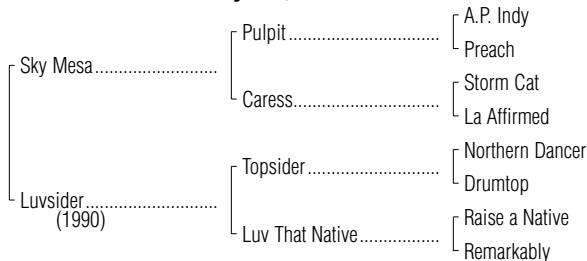 A.P. Indy
Pulpit
Preach
Sky Mesa
Storm Cat
Caress
La Affirmed
Northern Dancer
Topsider
Drumtop
Luvsider
(1990)
Raise a Native
Luv That Native
Remarkably